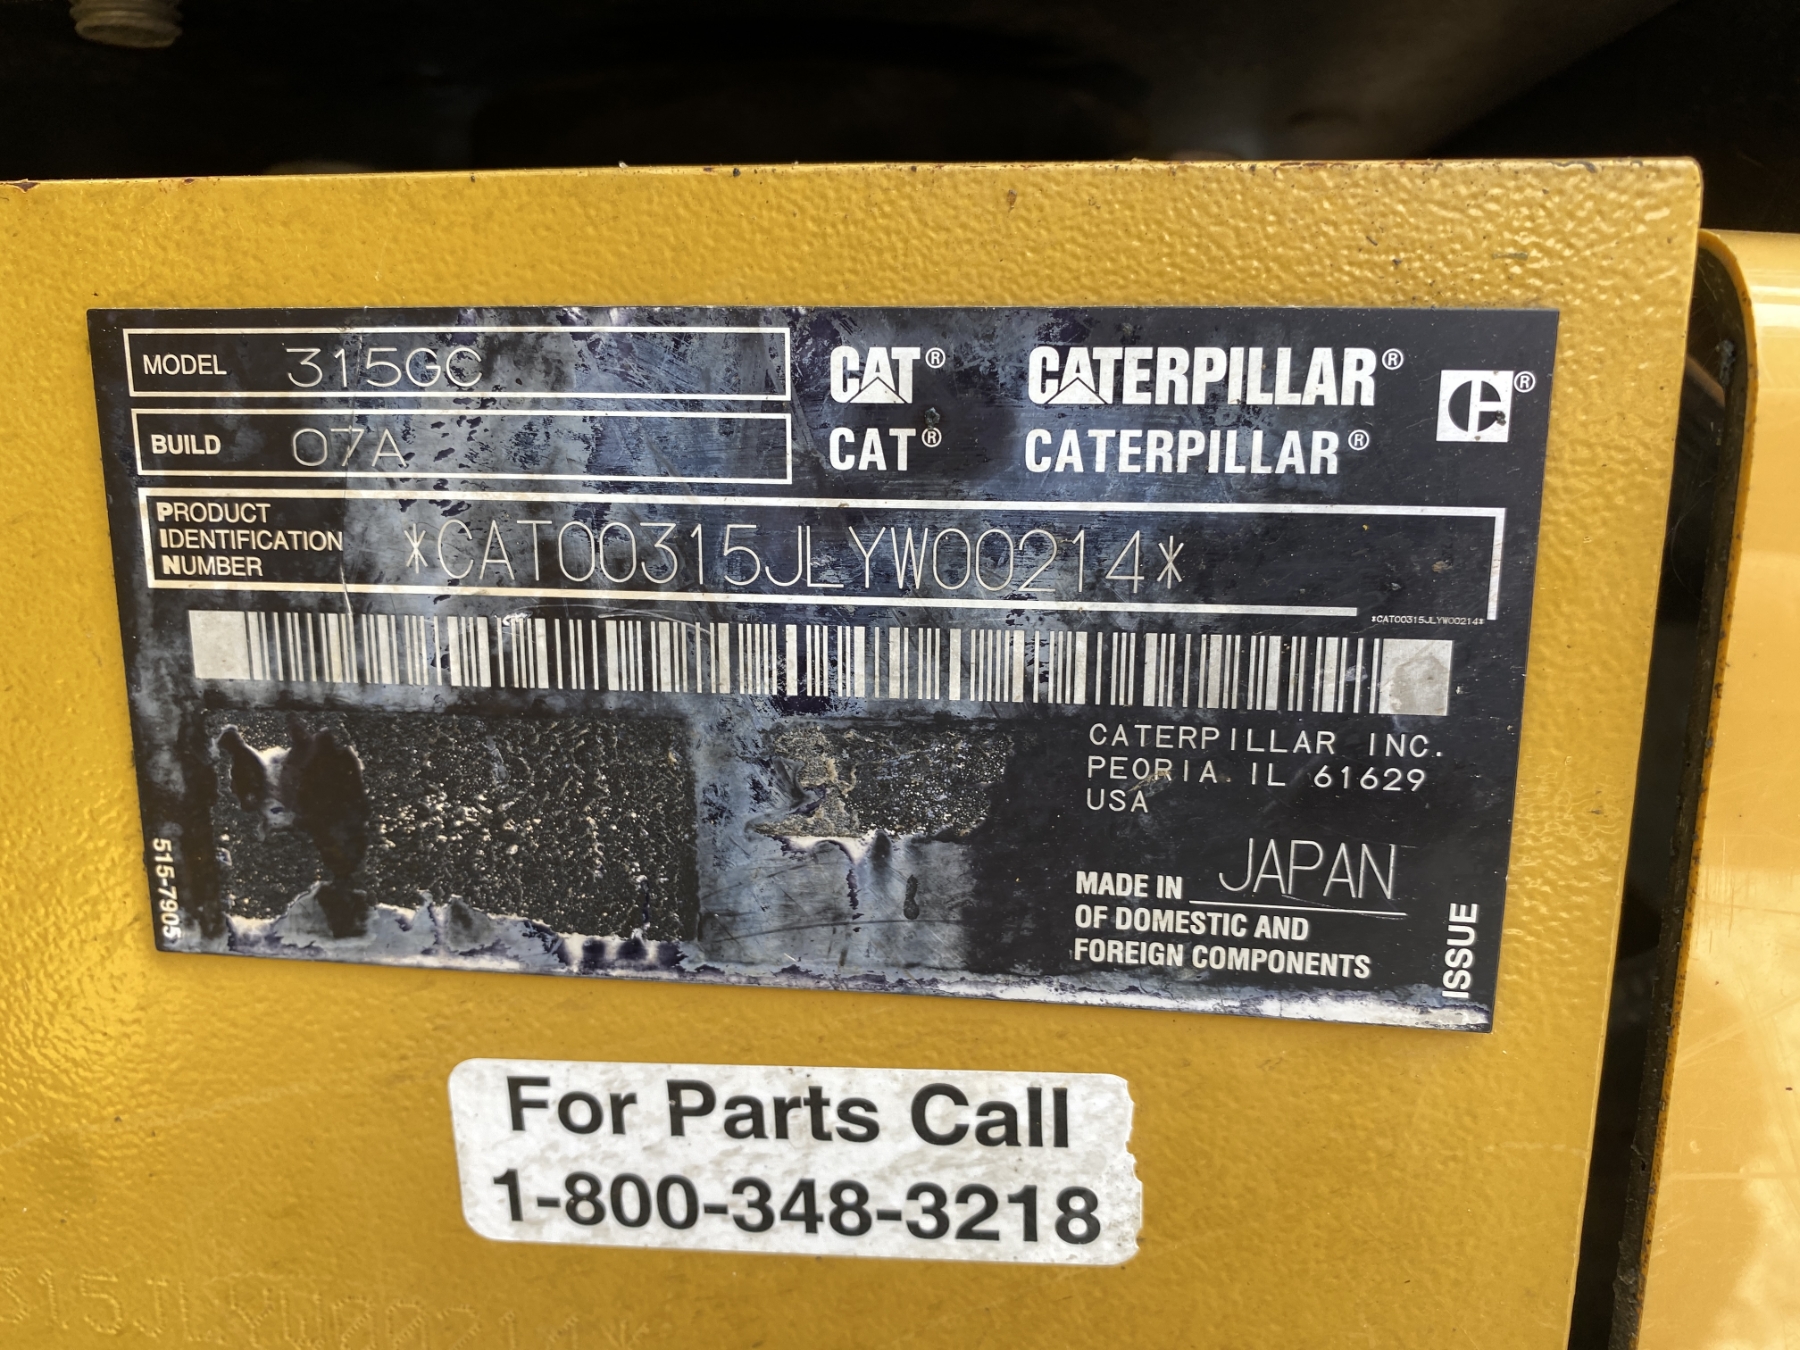 MODEL 315GC
BUILD 07A
CAT® CATERPILLAR®
CAT® CATERPILLAR®
C®
PRODUCT
IDENTIFICATION
NUMBER
*CAT00315JLYW00214*
*CAT00315JLYW00214*
CATERPILLAR INC.
PEORIA IL 61629
USA
MADE IN JAPAN
OF DOMESTIC AND
FOREIGN COMPONENTS
515-7905
ISSUE
For Parts Call
1-800-348-3218